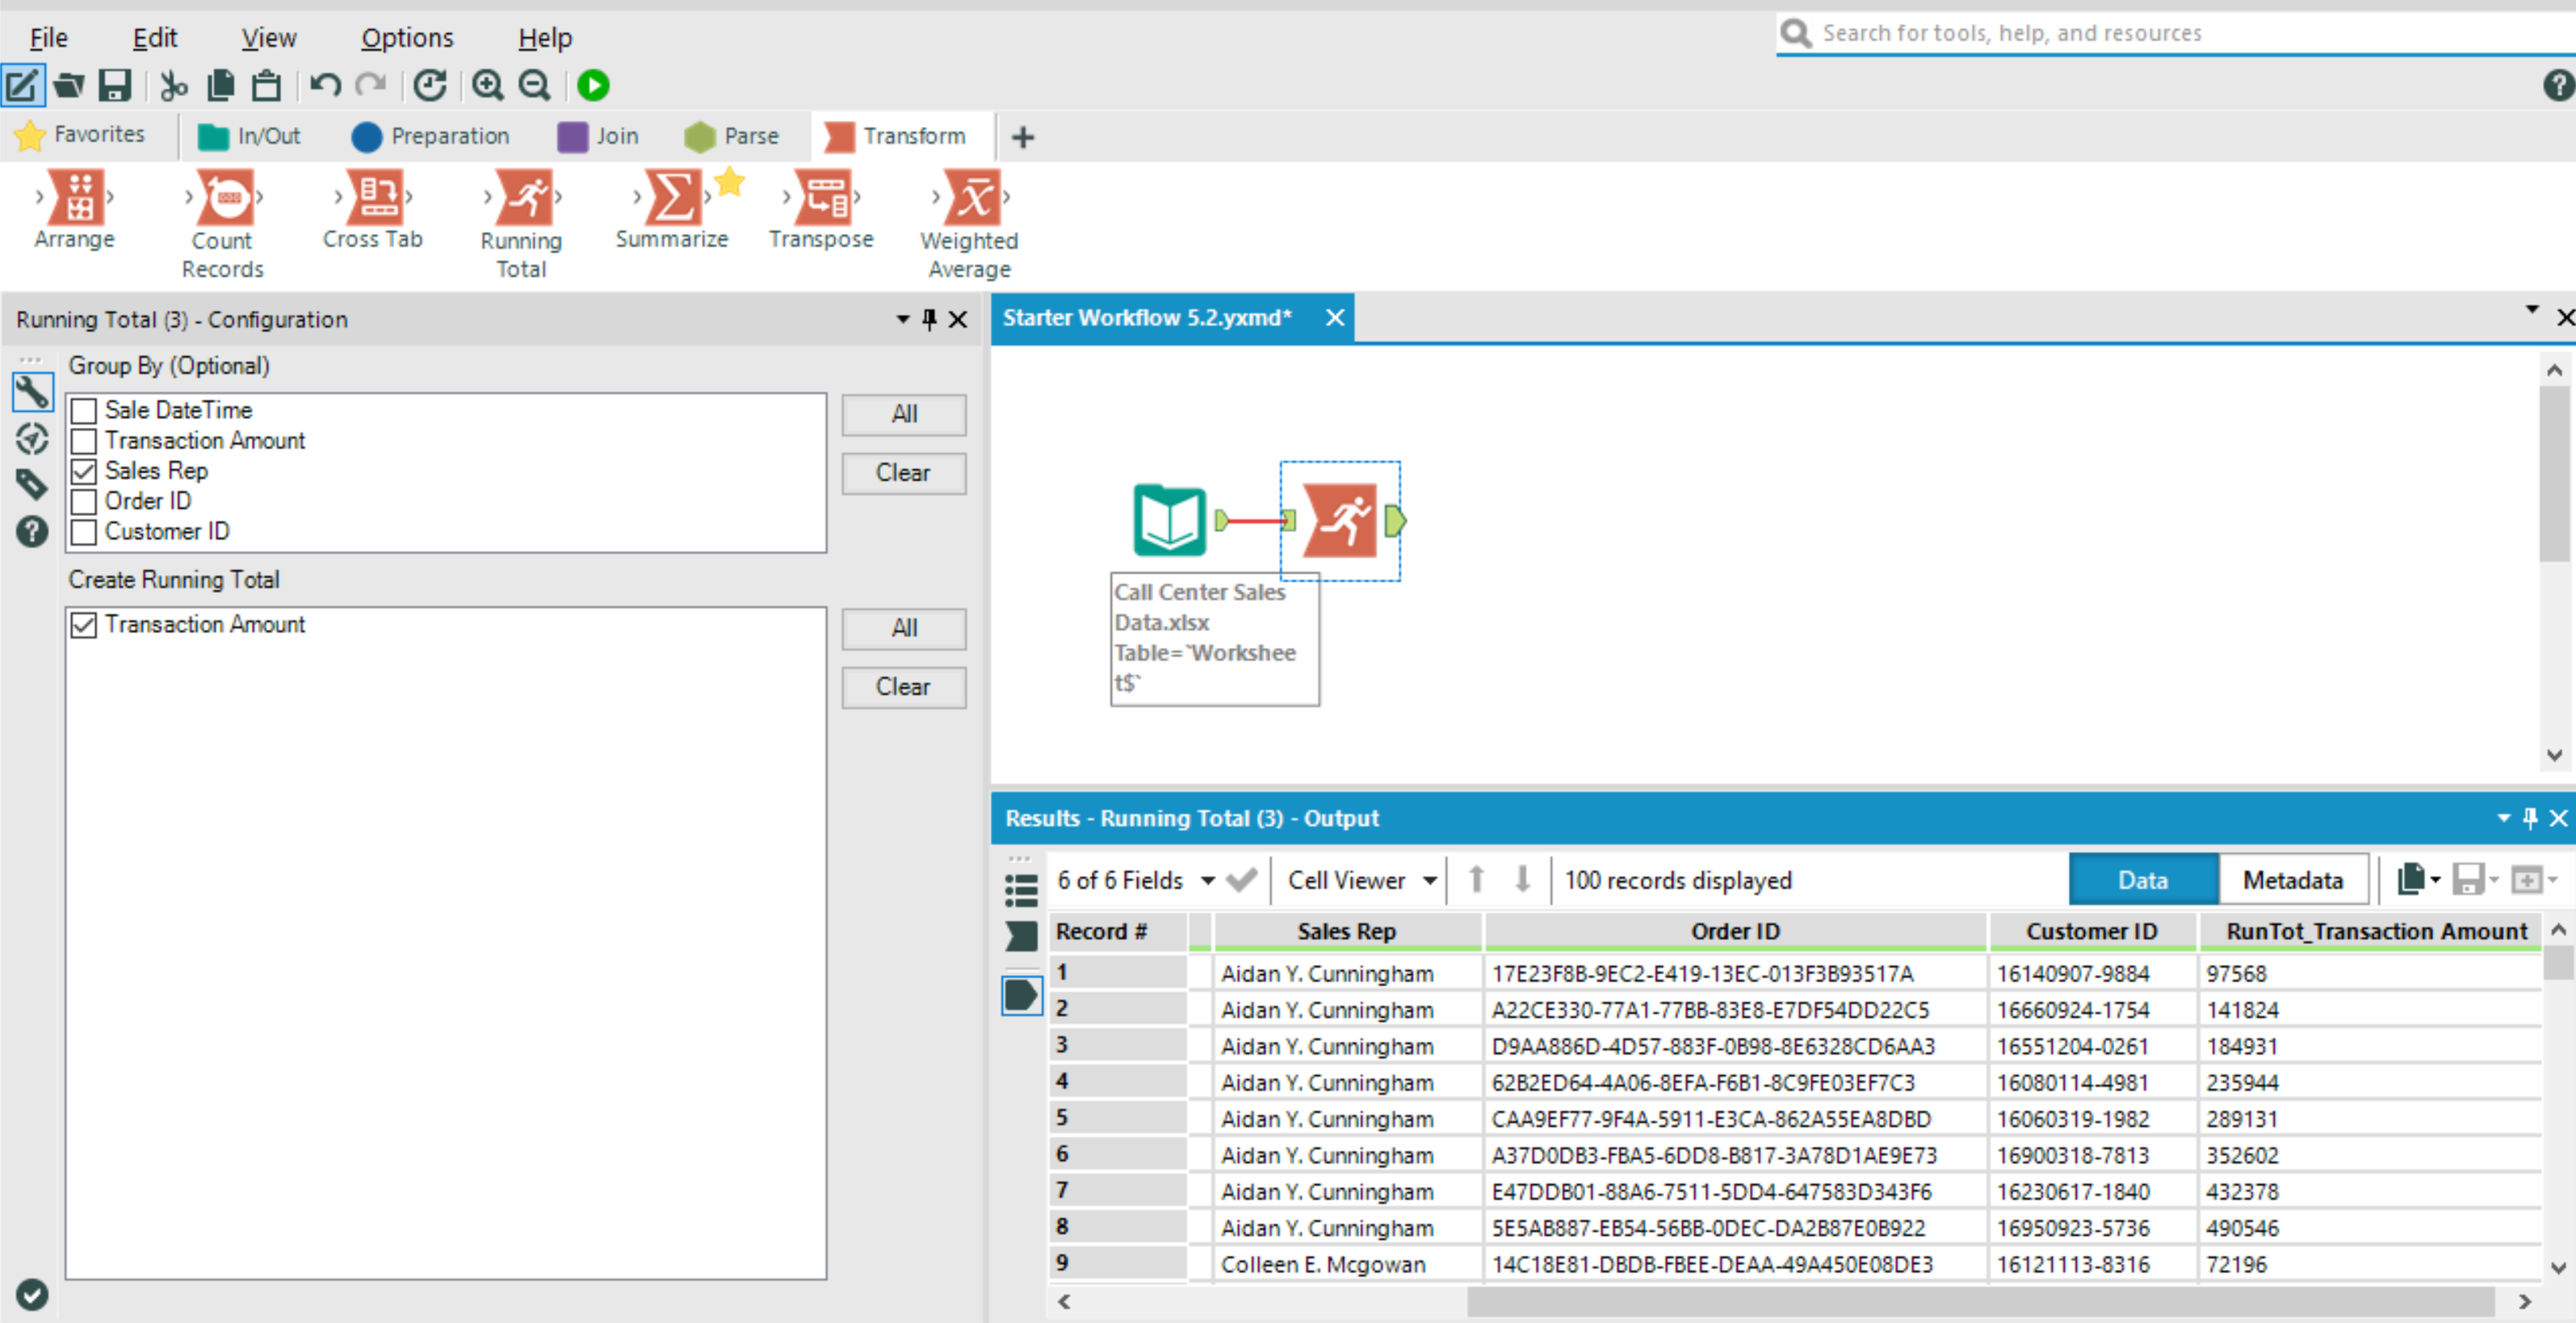 File Edit View Options Help
Search for tools, help, and resources
Favorites In/Out Preparation Join Parse Transform
Arrange Count Records Cross Tab Running Total Summarize Transpose Weighted Average
Running Total (3) - Configuration
Group By (Optional)
Sale DateTime
Transaction Amount
Sales Rep
Order ID
Customer ID
All
Clear
Create Running Total
Transaction Amount
All
Clear
Starter Workflow 5.2.yxmd*
Call Center Sales
Data.xlsx
Table=`Workshee
t$`
Results - Running Total (3) - Output
6 of 6 Fields Cell Viewer 100 records displayed Data Metadata
Record # Sales Rep Order ID Customer ID RunTot_Transaction Amount
1 Aidan Y. Cunningham 17E23F8B-9EC2-E419-13EC-013F3B93517A 16140907-9884 97568
2 Aidan Y. Cunningham A22CE330-77A1-77BB-83E8-E7DF54DD22C5 16660924-1754 141824
3 Aidan Y. Cunningham D9AA886D-4D57-883F-0B98-8E6328CD6AA3 16551204-0261 184931
4 Aidan Y. Cunningham 62B2ED64-4A06-8EFA-F6B1-8C9FE03EF7C3 16080114-4981 235944
5 Aidan Y. Cunningham CAA9EF77-9F4A-5911-E3CA-862A55EA8DBD 16060319-1982 289131
6 Aidan Y. Cunningham A37D0DB3-FBA5-6DD8-B817-3A78D1AE9E73 16900318-7813 352602
7 Aidan Y. Cunningham E47DDB01-88A6-7511-5DD4-647583D343F6 16230617-1840 432378
8 Aidan Y. Cunningham 5E5AB887-EB54-56BB-0DEC-DA2B87E0B922 16950923-5736 490546
9 Colleen E. Mcgowan 14C18E81-DBDB-FBEE-DEAA-49A450E08DE3 16121113-8316 72196